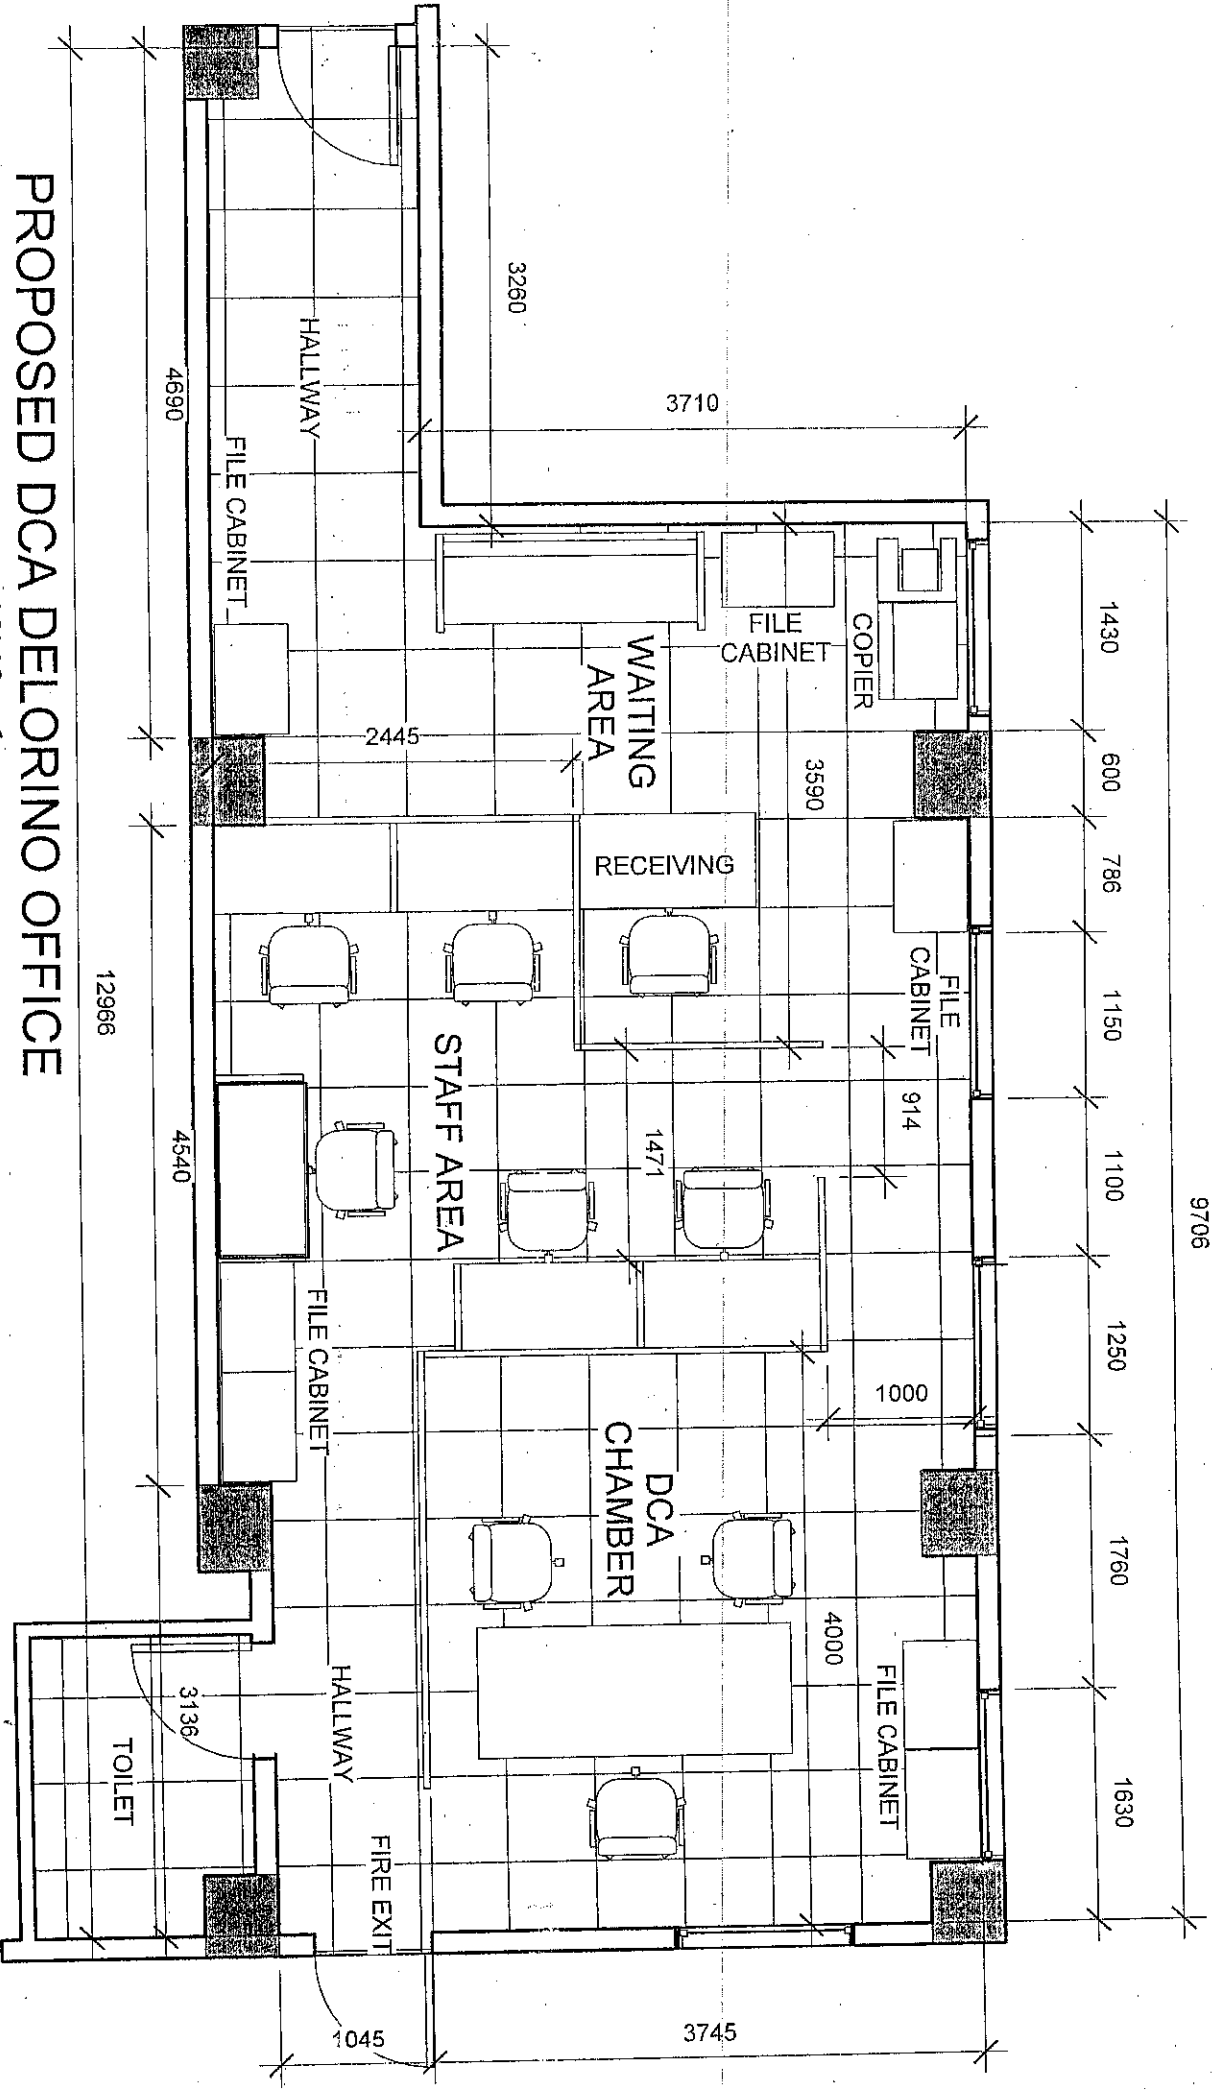 9706
1430
600
786
1150
1100
1250
1760
1630
3710
3260
COPIER
FILE
CABINET
WAITING
AREA
3590
RECEIVING
FILE
CABINET
914
1471
1000
DCA
CHAMBER
4000
FILE CABINET
3745
HALLWAY
FILE CABINET
2445
STAFF AREA
FILE CABINET
HALLWAY
FIRE EXIT
1045
TOILET
3136
4690
4540
12966
PROPOSED DCA DELORINO OFFICE